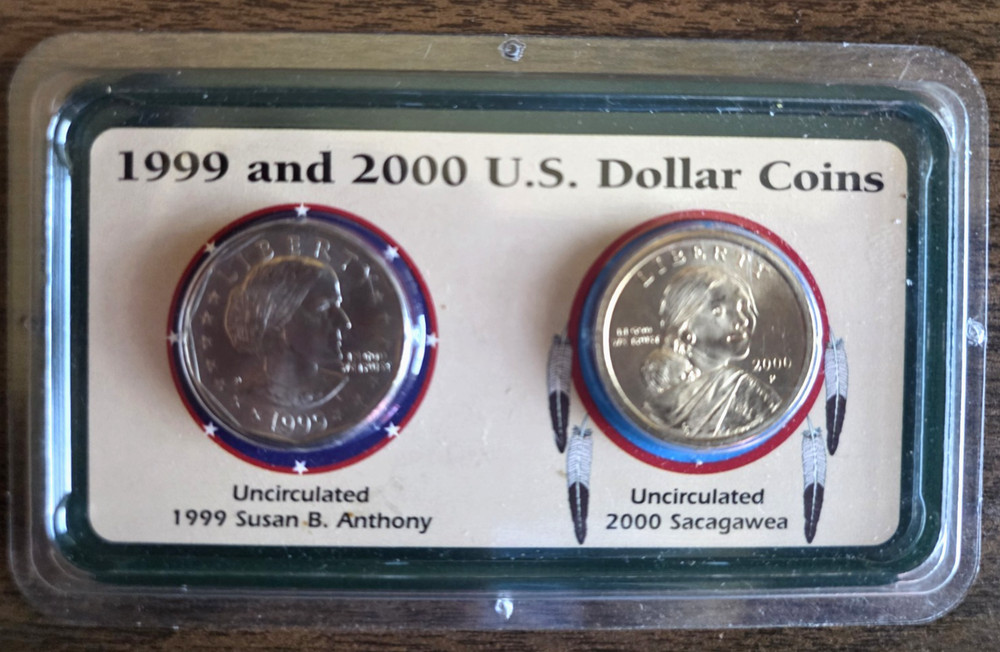 1999 and 2000 U.S. Dollar Coins
LIBERTY
1999
LIBERTY
2000
P
Uncirculated
1999 Susan B. Anthony
Uncirculated
2000 Sacagawea